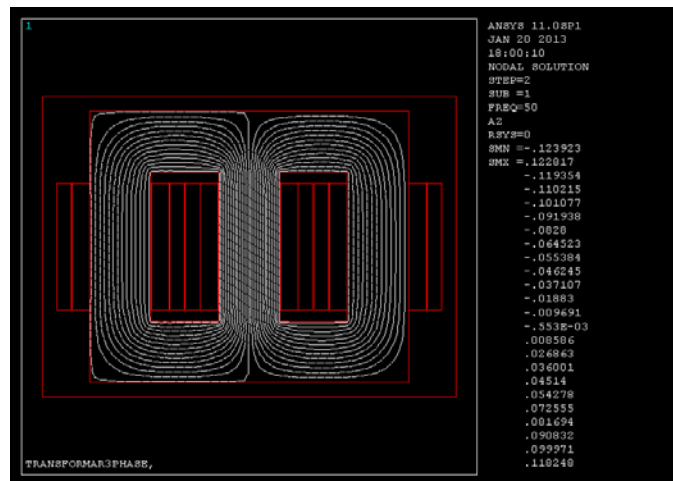 1
ANSYS 11.0SP1
JAN 20 2013
18:00:10
NODAL SOLUTION
STEP=2
SUB =1
FREQ=50
AZ
RSYS=0
SMN =-.123923
SMX =.122817
-.119354
-.110215
-.101077
-.091938
-.0828
-.064523
-.055384
-.046245
-.037107
-.01883
-.009691
-.553E-03
.008586
.026863
.036001
.04514
.054278
.072555
.081694
.090832
.099971
.118248
TRANSFORMAR3PHASE,